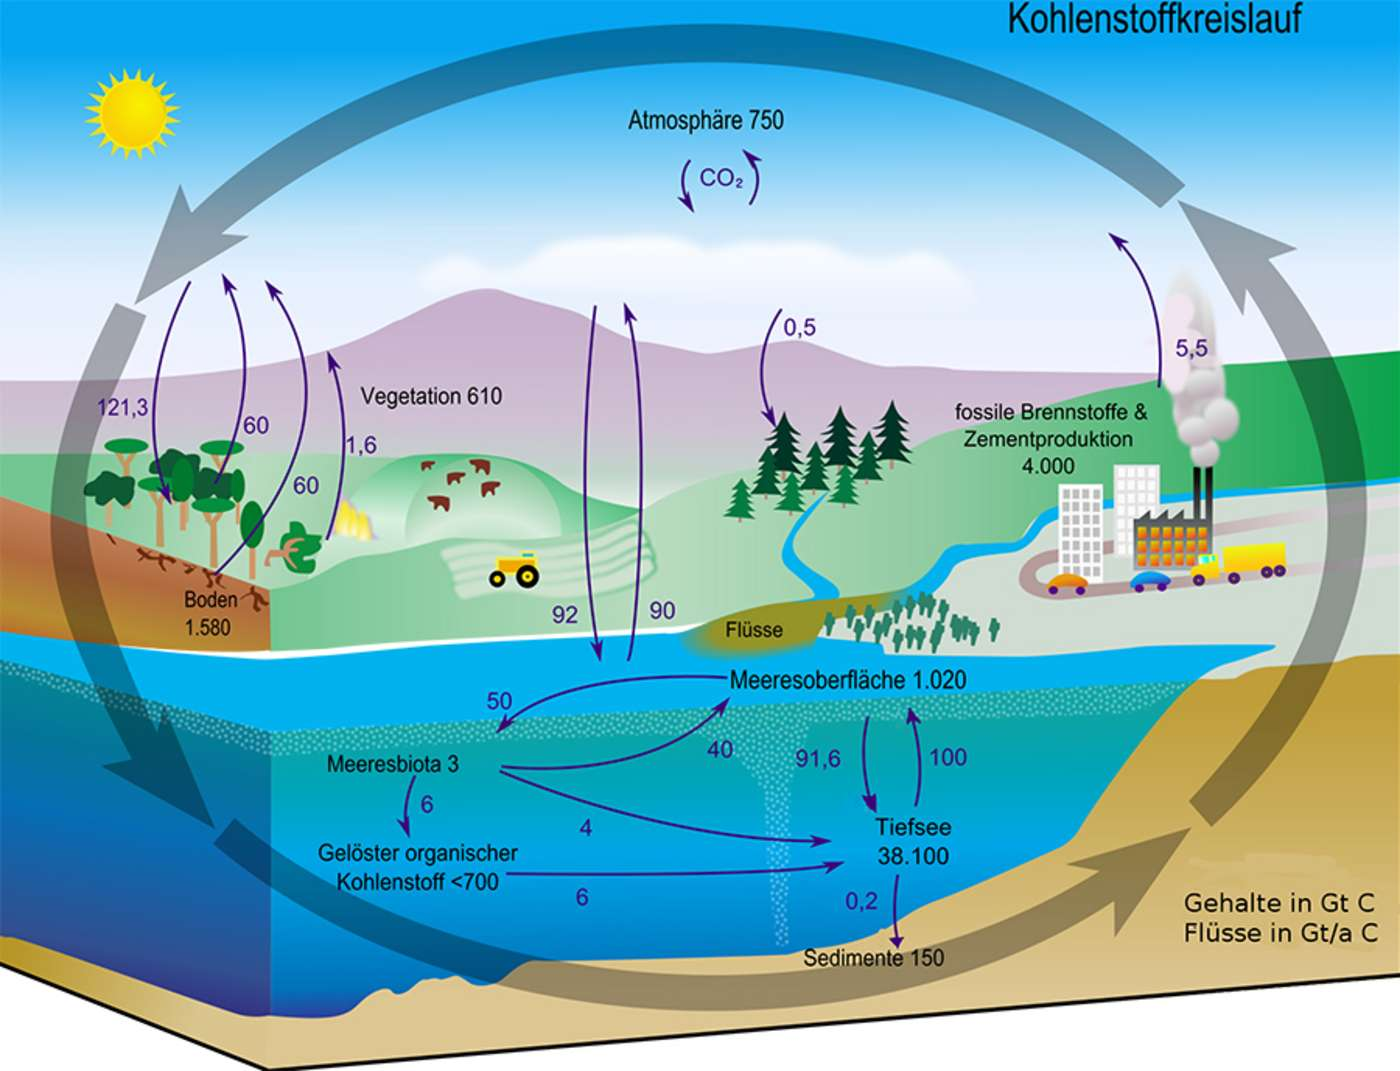 Kohlenstoffkreislauf
Atmosphäre 750
CO₂
0,5
5,5
Vegetation 610
121,3
60
1,6
60
fossile Brennstoffe &
Zementproduktion
4.000
Boden
1.580
92
90
Flüsse
Meeresoberfläche 1.020
50
40
91,6
100
Meeresbiota 3
6
4
Tiefsee
38.100
Gelöster organischer
Kohlenstoff <700
6
0,2
Gehalte in Gt C
Flüsse in Gt/a C
Sedimente 150